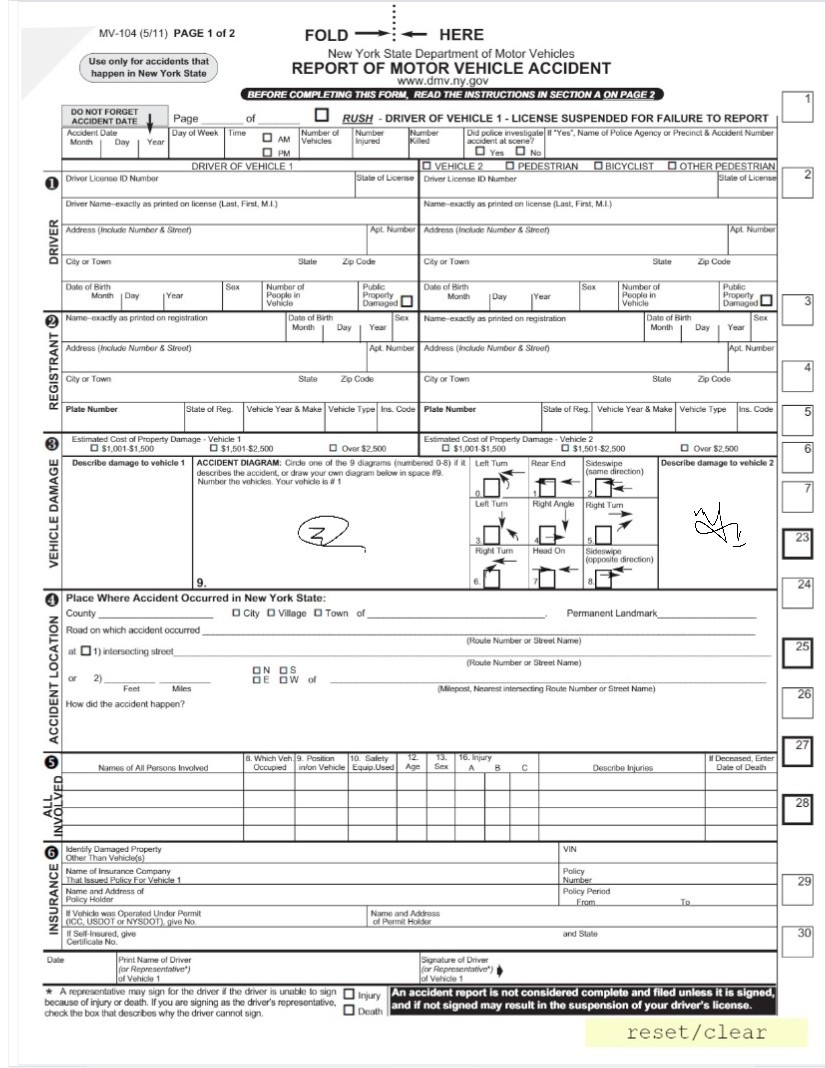 MV-104 (5/11) PAGE 1 of 2
FOLD HERE
Use only for accidents that
happen in New York State
New York State Department of Motor Vehicles
REPORT OF MOTOR VEHICLE ACCIDENT
www.dmv.ny.gov
BEFORE COMPLETING THIS FORM, READ THE INSTRUCTIONS IN SECTION A ON PAGE 2
1
DO NOT FORGET
ACCIDENT DATE
Page ______ of ______ RUSH - DRIVER OF VEHICLE 1 - LICENSE SUSPENDED FOR FAILURE TO REPORT
Accident Date Day of Week Time AM Number of Number Number Did police investigate If "Yes", Name of Police Agency or Precinct & Accident Number
Month Day Year PM Vehicles Injured Killed accident at scene? Yes No
DRIVER OF VEHICLE 1 VEHICLE 2 PEDESTRIAN BICYCLIST OTHER PEDESTRIAN
2
1 DRIVER
Driver License ID Number State of License Driver License ID Number State of License
Driver Name–exactly as printed on license (Last, First, M.I.) Driver Name–exactly as printed on license (Last, First, M.I.)
Address (Include Number & Street) Apt. Number Address (Include Number & Street) Apt. Number
City or Town State Zip Code City or Town State Zip Code
Date of Birth Sex Number of Public Date of Birth Sex Number of Public
Month Day Year People in Property Month Day Year People in Property
Vehicle Damaged Vehicle Damaged
3
2 REGISTRANT
Name–exactly as printed on registration Date of Birth Sex Name–exactly as printed on registration Date of Birth Sex
Month Day Year Month Day Year
Address (Include Number & Street) Apt. Number Address (Include Number & Street) Apt. Number
4
City or Town State Zip Code City or Town State Zip Code
Plate Number State of Reg. Vehicle Year & Make Vehicle Type Ins. Code Plate Number State of Reg. Vehicle Year & Make Vehicle Type Ins. Code
5
3 VEHICLE DAMAGE
Estimated Cost of Property Damage - Vehicle 1 Estimated Cost of Property Damage - Vehicle 2
$1,001-$1,500 $1,501-$2,500 Over $2,500 $1,001-$1,500 $1,501-$2,500 Over $2,500
6
Describe damage to vehicle 1
ACCIDENT DIAGRAM: Circle one of the 9 diagrams (numbered 0-8) if it
describes the accident, or draw your own diagram below in space #9.
Number the vehicles. Your vehicle is # 1
9.
Left Turn Rear End Sideswipe
(same direction)
0. 1. 2.
Left Turn Right Angle Right Turn
3. 4. 5.
Right Turn Head On Sideswipe
(opposite direction)
6. 7. 8.
Describe damage to vehicle 2
7
23
24
4 ACCIDENT LOCATION
Place Where Accident Occurred in New York State:
County ______ City Village Town of ______. Permanent Landmark______
Road on which accident occurred ______
(Route Number or Street Name)
at 1) intersecting street______
(Route Number or Street Name)
25
or 2) ______ ______ N S
E W of ______
Feet Miles (Milepost, Nearest intersecting Route Number or Street Name)
26
How did the accident happen?
27
5 ALL INVOLVED
Names of All Persons Involved 8. Which Veh. Occupied 9. Position in/on Vehicle 10. Safety Equip.Used 12. Age 13. Sex 16. Injury A B C Describe Injuries If Deceased, Enter Date of Death
28
6 INSURANCE
Identify Damaged Property VIN
Other Than Vehicle(s)
Name of Insurance Company Policy
That Issued Policy For Vehicle 1 Number
29
Name and Address of Policy Period
Policy Holder From To
If Vehicle was Operated Under Permit Name and Address
(ICC, USDOT or NYSDOT), give No. of Permit Holder
If Self-Insured, give and State
Certificate No.
30
Date Print Name of Driver Signature of Driver
(or Representative*) (or Representative*)
of Vehicle 1 of Vehicle 1
* A representative may sign for the driver if the driver is unable to sign
because of injury or death. If you are signing as the driver's representative,
check the box that describes why the driver cannot sign.
Injury
Death
An accident report is not considered complete and filed unless it is signed,
and if not signed may result in the suspension of your driver's license.
reset/clear